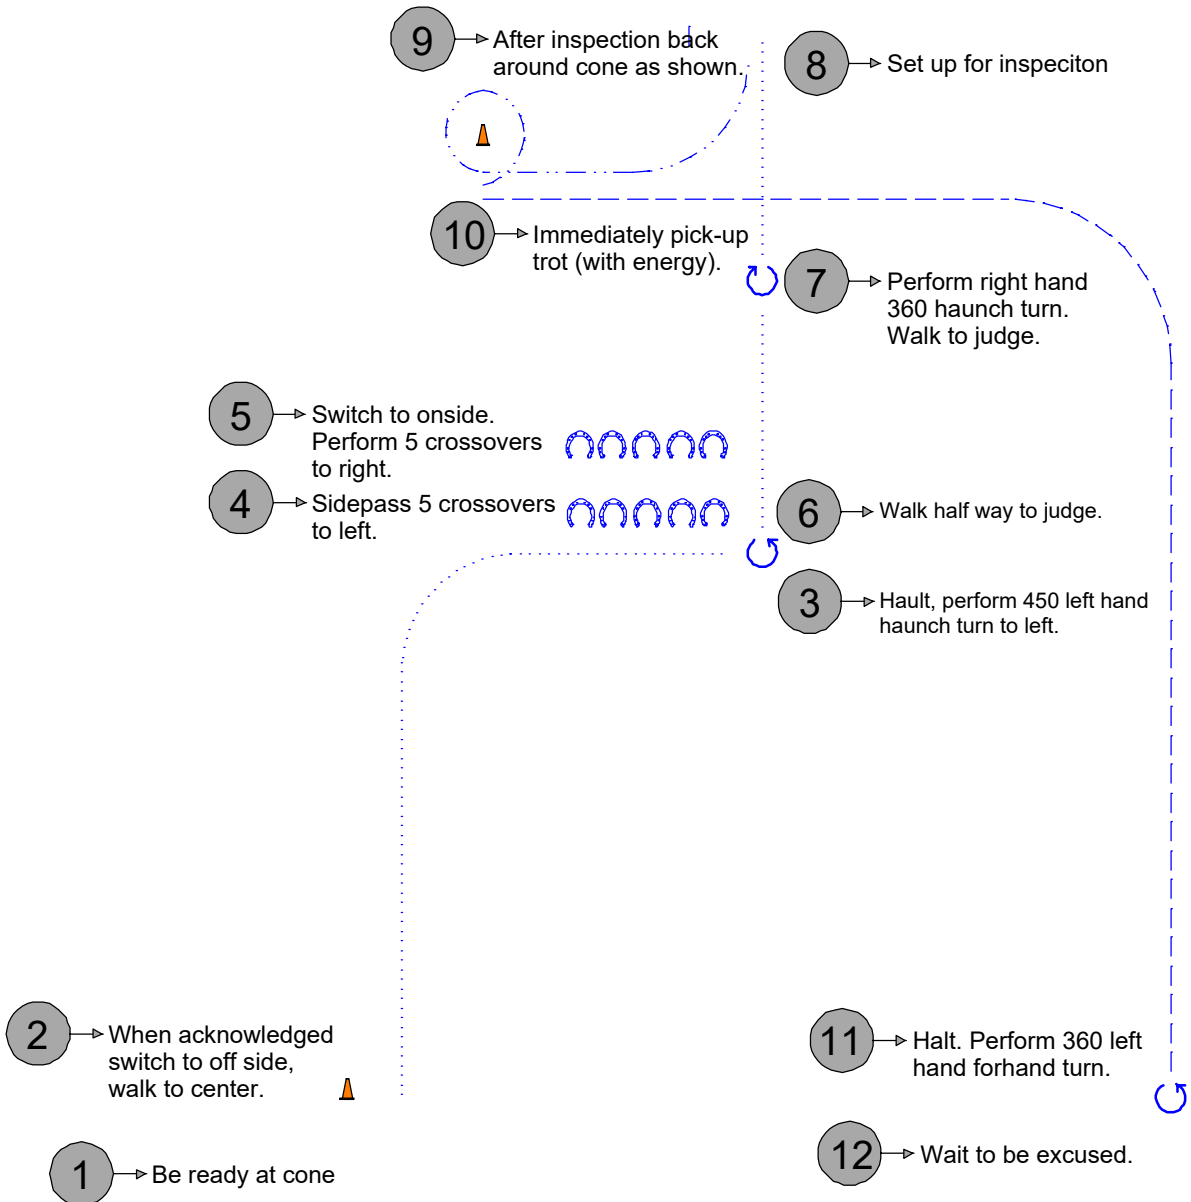 9
After inspection back
around cone as shown.
8
Set up for inspeciton
10
Immediately pick-up
trot (with energy).
7
Perform right hand
360 haunch turn.
Walk to judge.
5
Switch to onside.
Perform 5 crossovers
to right.
4
Sidepass 5 crossovers
to left.
6
Walk half way to judge.
3
Hault, perform 450 left hand
haunch turn to left.
2
When acknowledged
switch to off side,
walk to center.
11
Halt. Perform 360 left
hand forhand turn.
1
Be ready at cone
12
Wait to be excused.